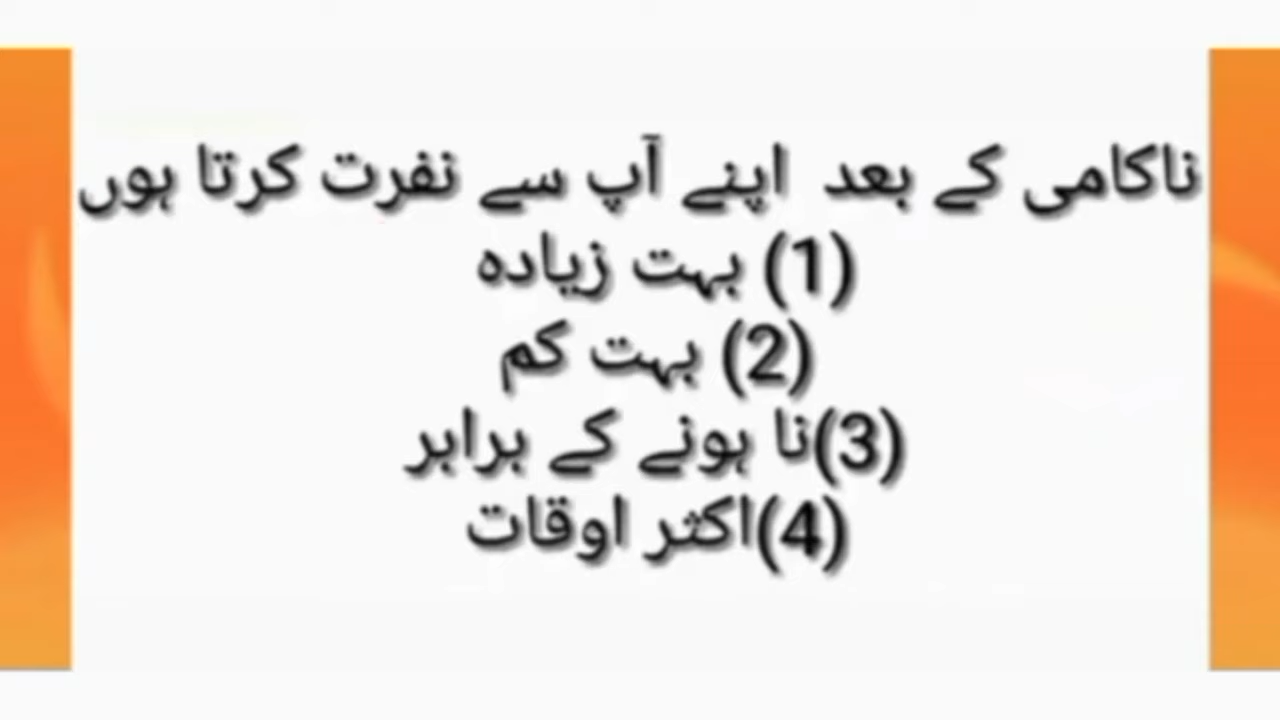 ناکامی کے بعد اپنے آپ سے نفرت کرتا ہوں
(1) بہت زیادہ
(2) بہت کم
(3)نا ہونے کے برابر
(4)اکثر اوقات